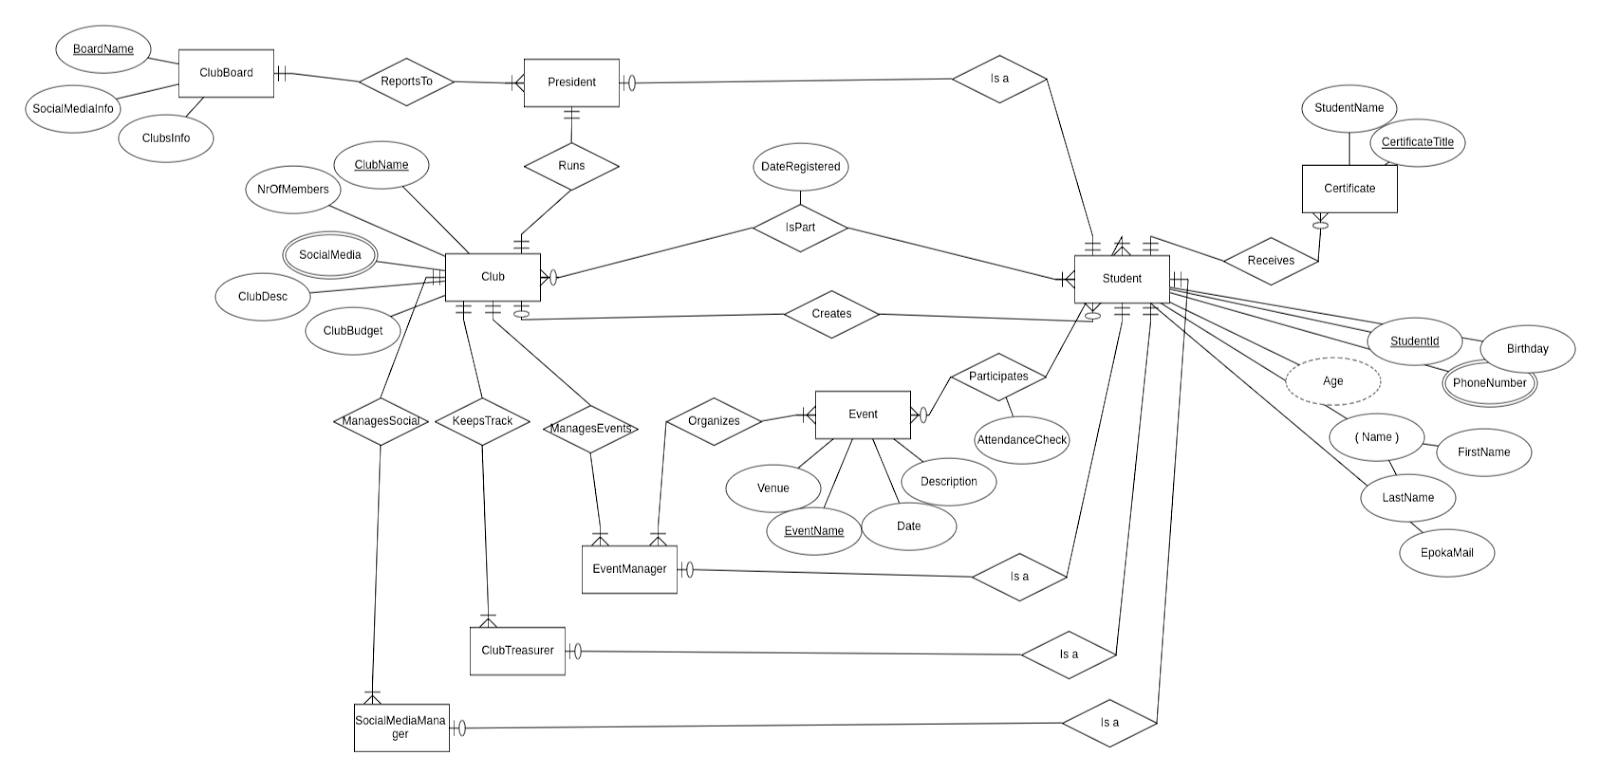 BoardName
ClubBoard
SocialMediaInfo
ClubsInfo
ReportsTo
President
Is a
StudentName
CertificateTitle
Certificate
Runs
ClubName
NrOfMembers
DateRegistered
IsPart
SocialMedia
Club
ClubDesc
ClubBudget
Student
Receives
Creates
StudentId
Birthday
PhoneNumber
Age
( Name )
FirstName
LastName
EpokaMail
Participates
AttendanceCheck
ManagesSocial
KeepsTrack
ManagesEvents
Organizes
Event
Venue
EventName
Date
Description
EventManager
Is a
ClubTreasurer
Is a
SocialMediaMana
ger
Is a